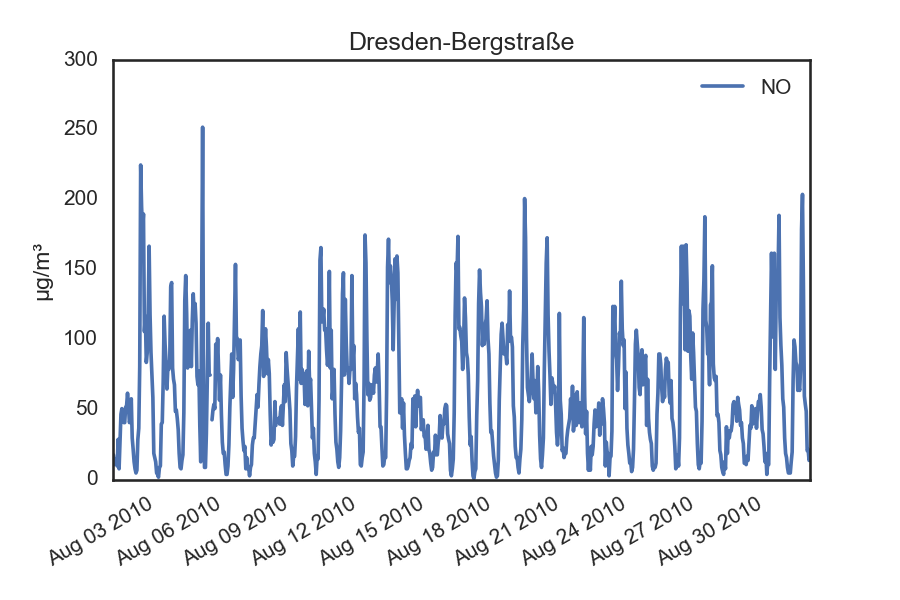 Dresden-Bergstraße
300
250
200
150
100
50
0
µg/m³
NO
Aug 03 2010
Aug 06 2010
Aug 09 2010
Aug 12 2010
Aug 15 2010
Aug 18 2010
Aug 21 2010
Aug 24 2010
Aug 27 2010
Aug 30 2010